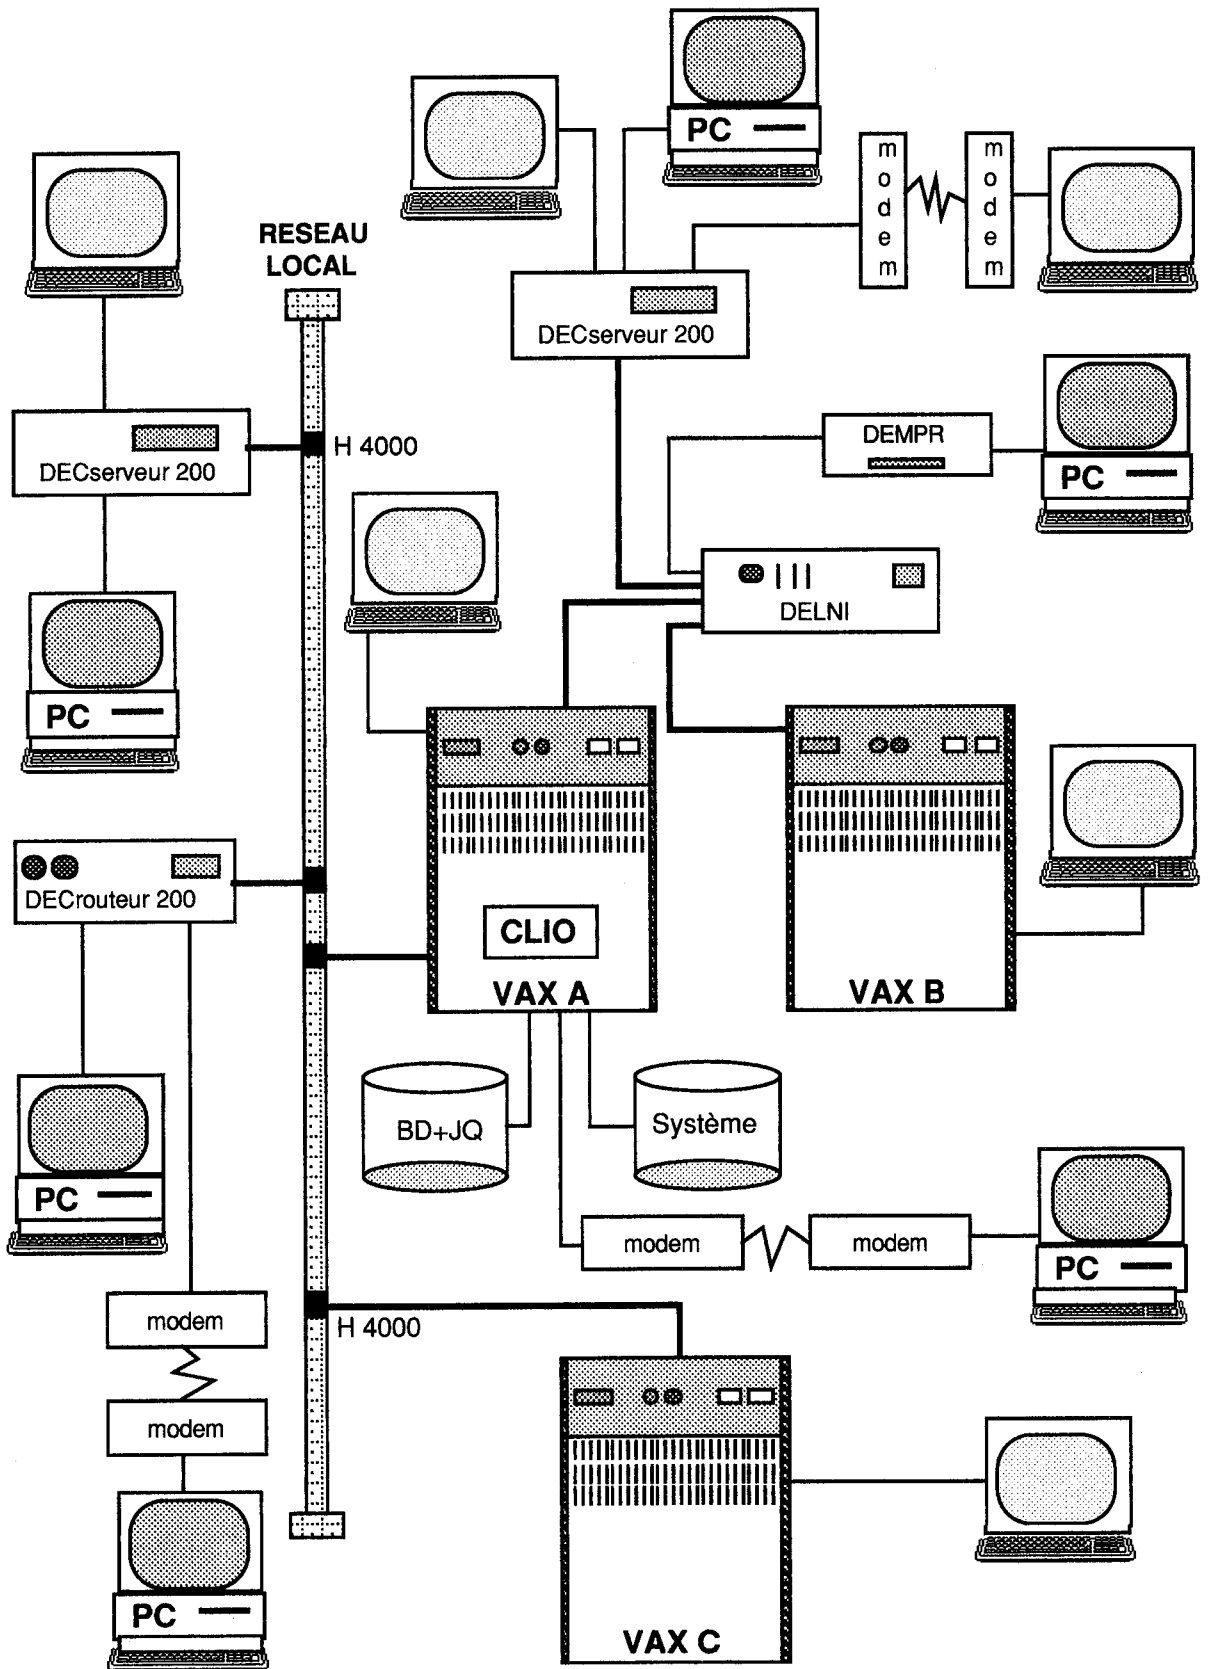 PC
m
o
d
e
m
m
o
d
e
m
RESEAU
LOCAL
DECserveur 200
DEMPR
H 4000
DECserveur 200
PC
DELNI
PC
DECrouteur 200
CLIO
VAX A
VAX B
BD+JQ
Système
PC
modem
modem
PC
modem
H 4000
modem
PC
VAX C